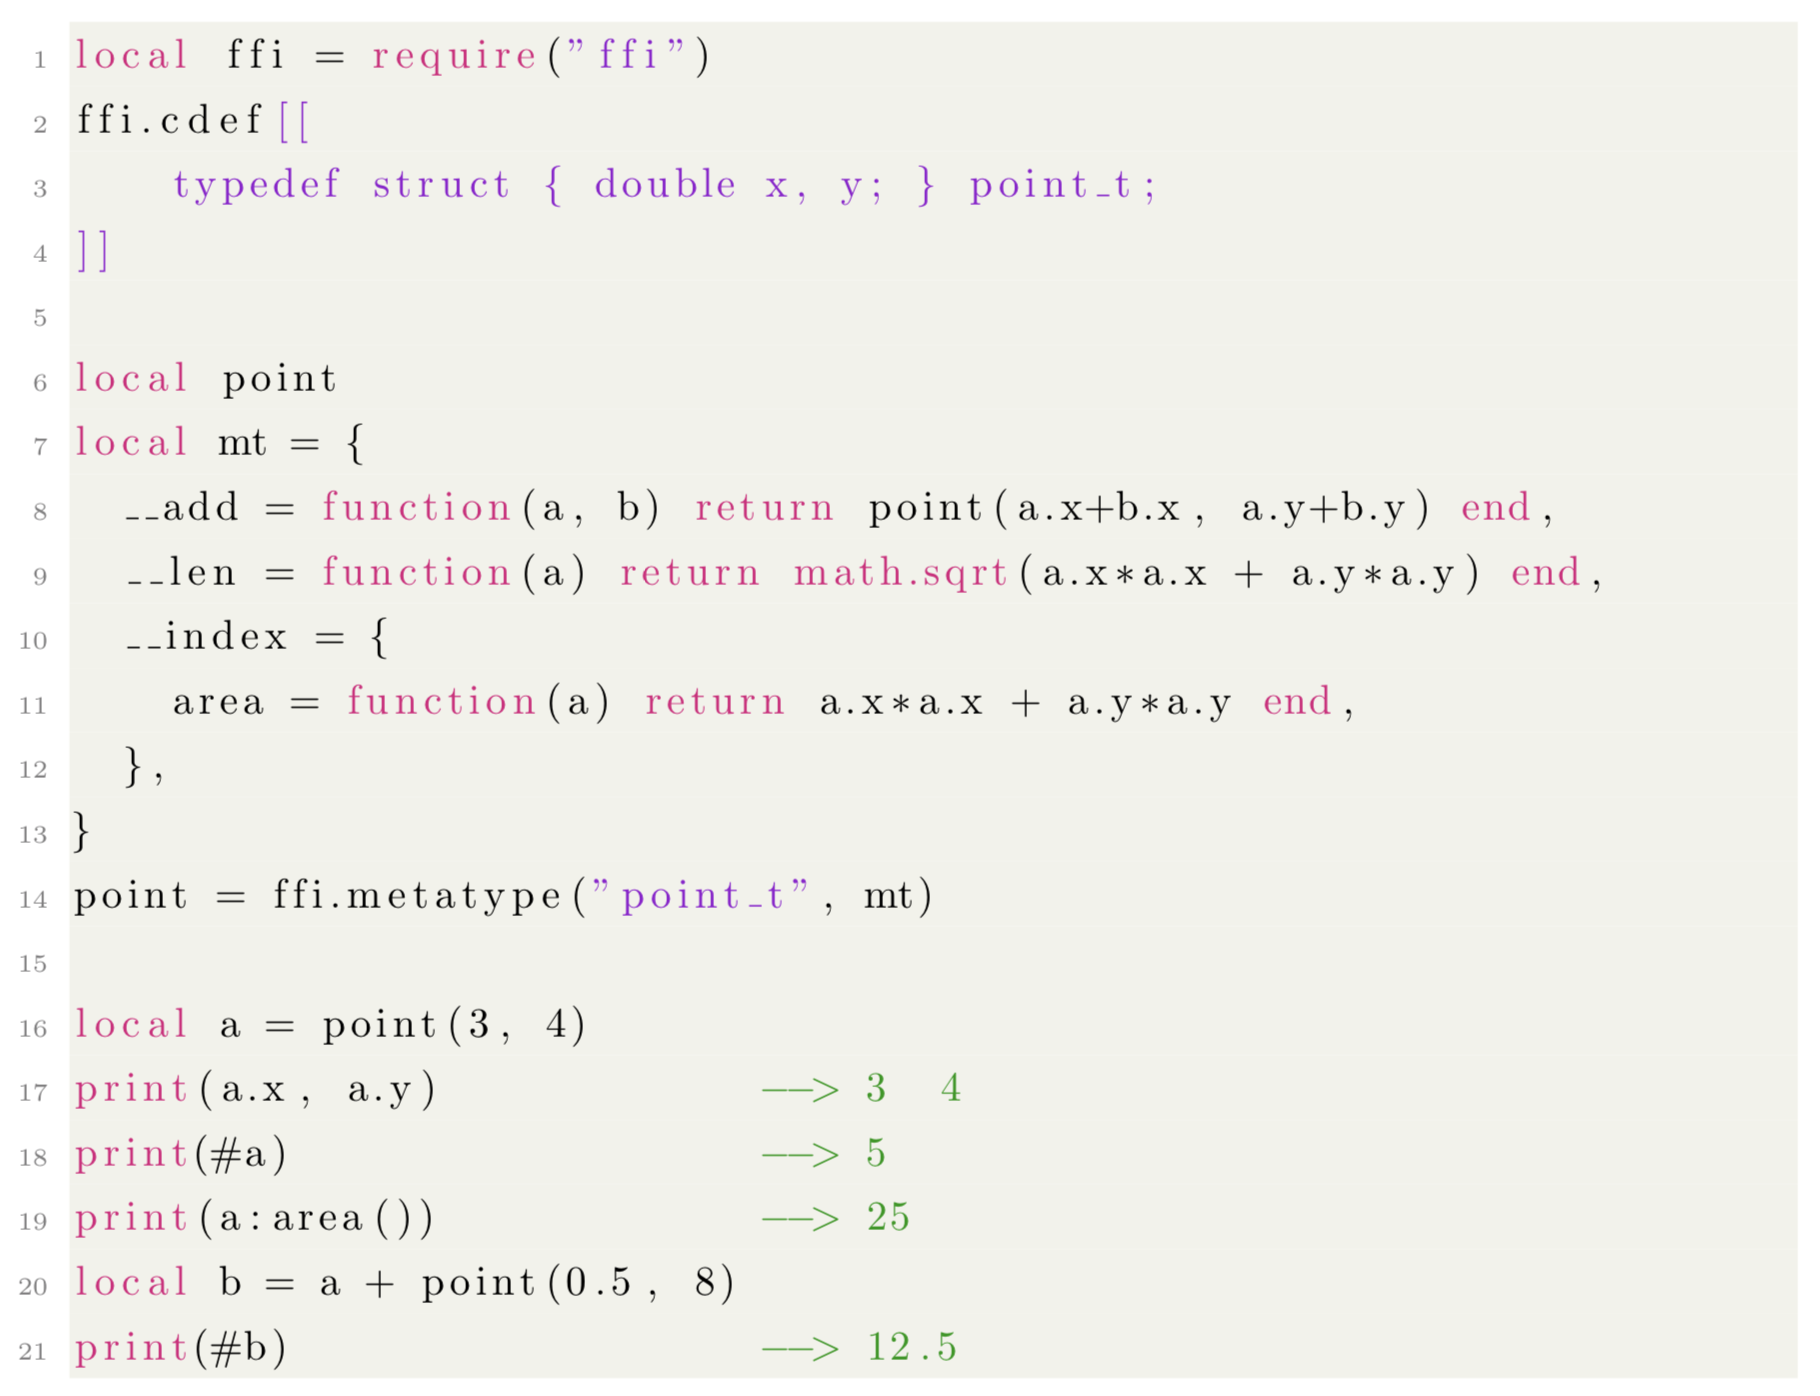 1 local ffi = require("ffi")
2 ffi.cdef[[
3     typedef struct { double x, y; } point_t;
4 ]]
5
6 local point
7 local mt = {
8   __add = function(a, b) return point(a.x+b.x, a.y+b.y) end,
9   __len = function(a) return math.sqrt(a.x*a.x + a.y*a.y) end,
10   __index = {
11     area = function(a) return a.x*a.x + a.y*a.y end,
12   },
13 }
14 point = ffi.metatype("point_t", mt)
15
16 local a = point(3, 4)
17 print(a.x, a.y)             --> 3  4
18 print(#a)                   --> 5
19 print(a:area())             --> 25
20 local b = a + point(0.5, 8)
21 print(#b)                   --> 12.5